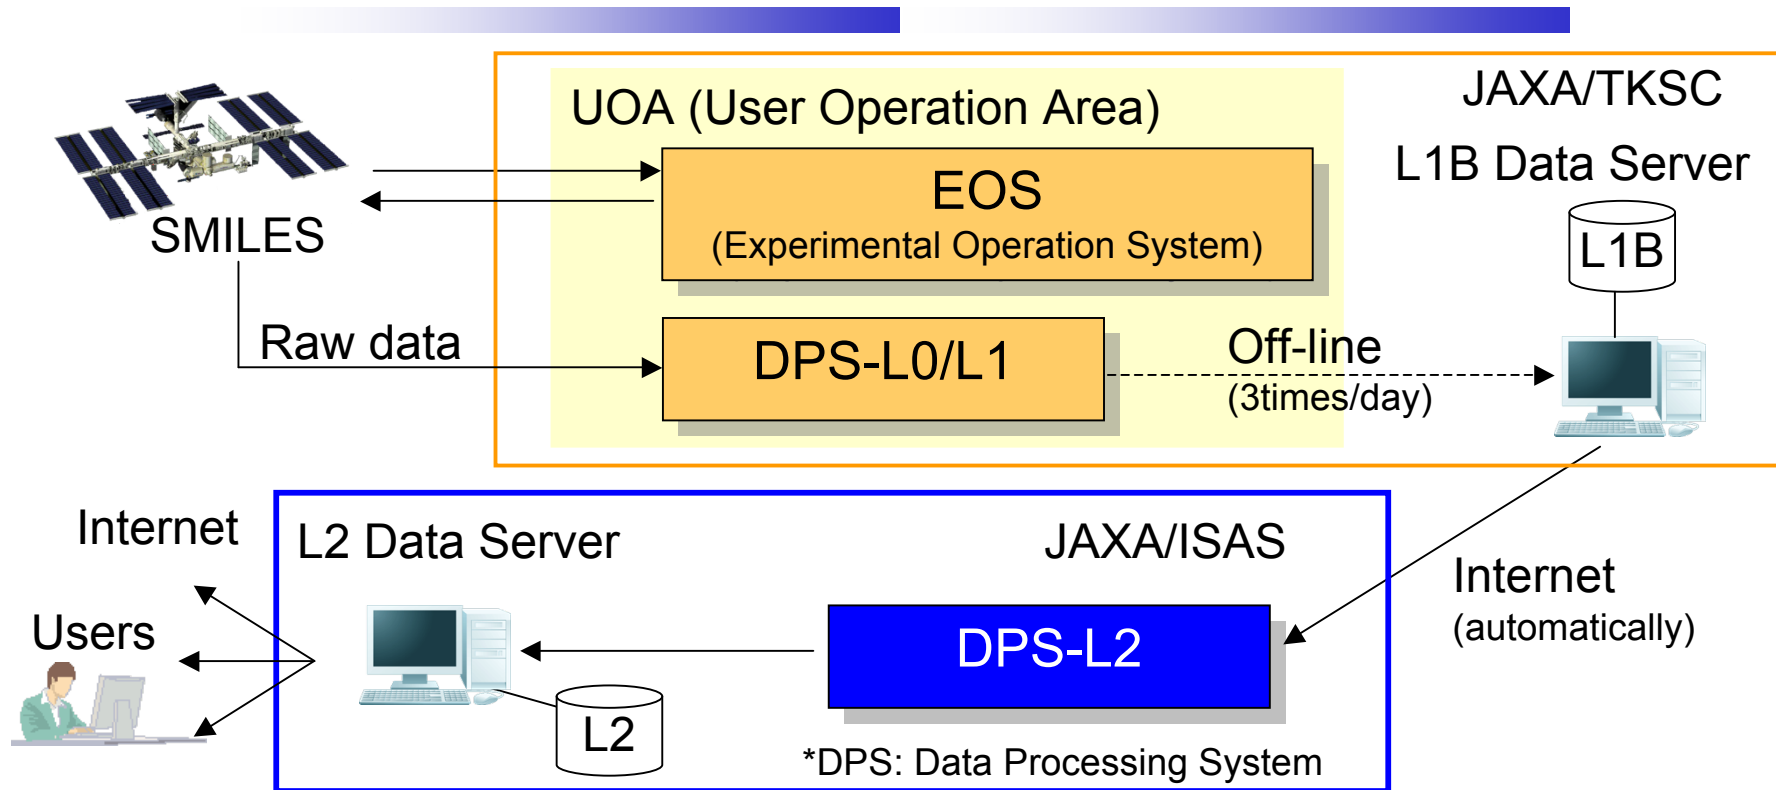 UOA (User Operation Area)
JAXA/TKSC
L1B Data Server
EOS
(Experimental Operation System)
L1B
SMILES
Raw data
DPS-L0/L1
Off-line
(3times/day)
Internet
L2 Data Server
JAXA/ISAS
Internet
(automatically)
Users
DPS-L2
L2
*DPS: Data Processing System